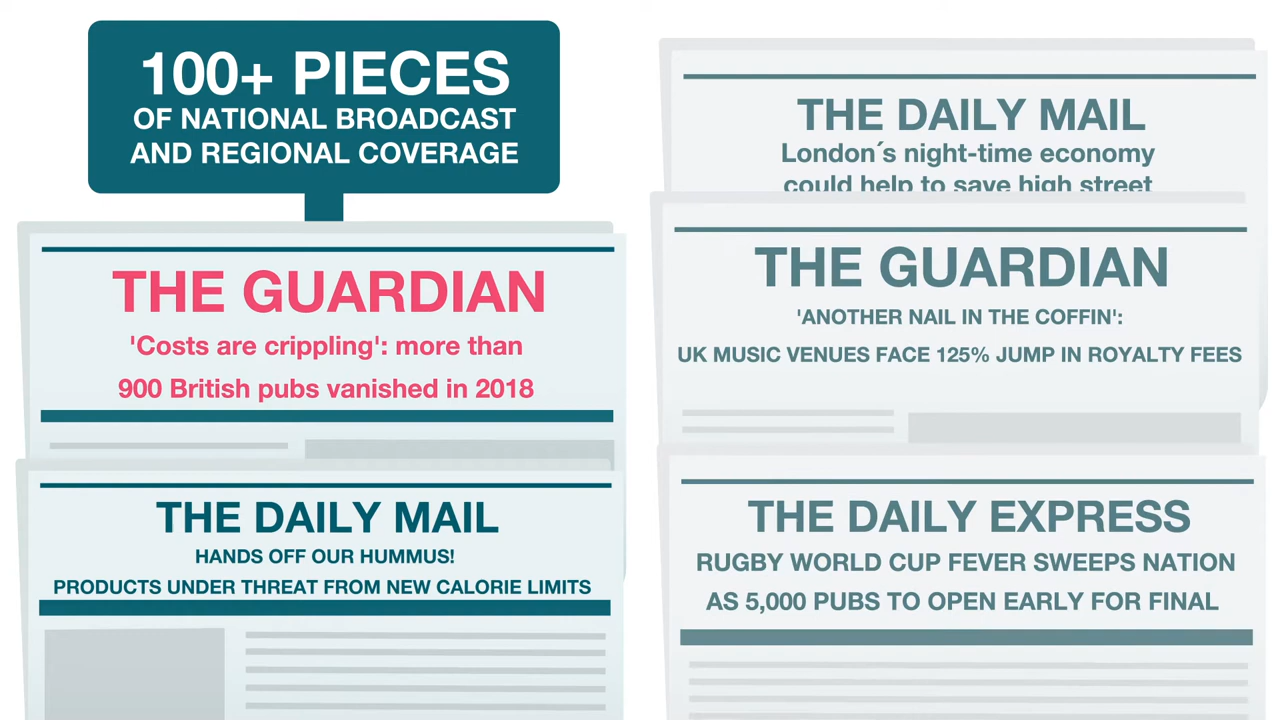 100+ PIECES
OF NATIONAL BROADCAST
AND REGIONAL COVERAGE
THE GUARDIAN
'Costs are crippling': more than
900 British pubs vanished in 2018
THE DAILY MAIL
HANDS OFF OUR HUMMUS!
PRODUCTS UNDER THREAT FROM NEW CALORIE LIMITS
THE DAILY MAIL
London´s night-time economy
could help to save high street
THE GUARDIAN
'ANOTHER NAIL IN THE COFFIN':
UK MUSIC VENUES FACE 125% JUMP IN ROYALTY FEES
THE DAILY EXPRESS
RUGBY WORLD CUP FEVER SWEEPS NATION
AS 5,000 PUBS TO OPEN EARLY FOR FINAL